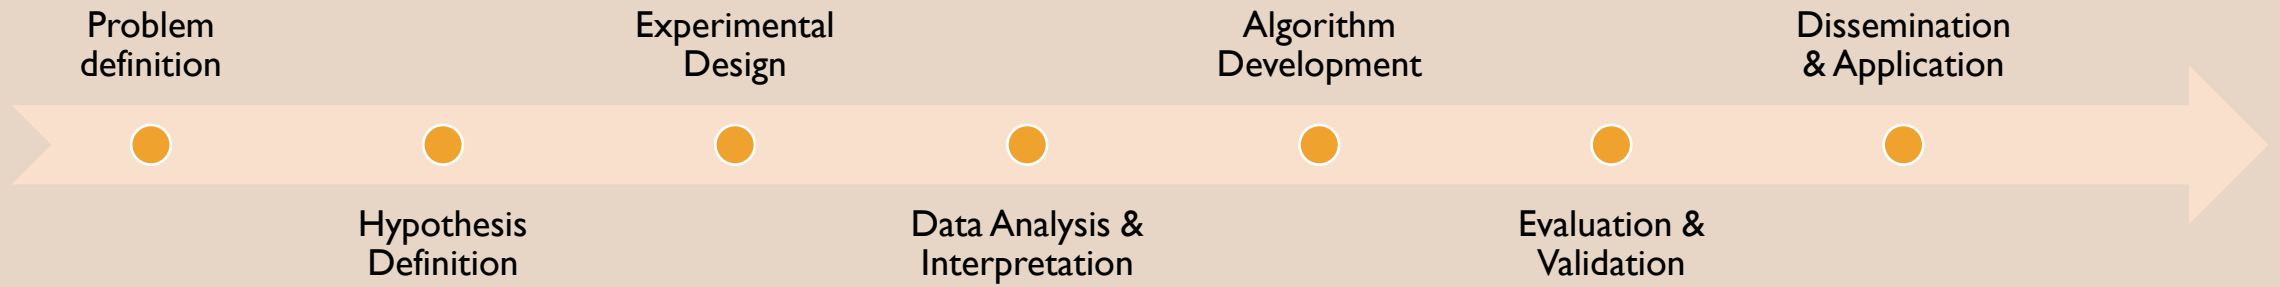 Problem
definition
Hypothesis
Definition
Experimental
Design
Data Analysis &
Interpretation
Algorithm
Development
Evaluation &
Validation
Dissemination
& Application